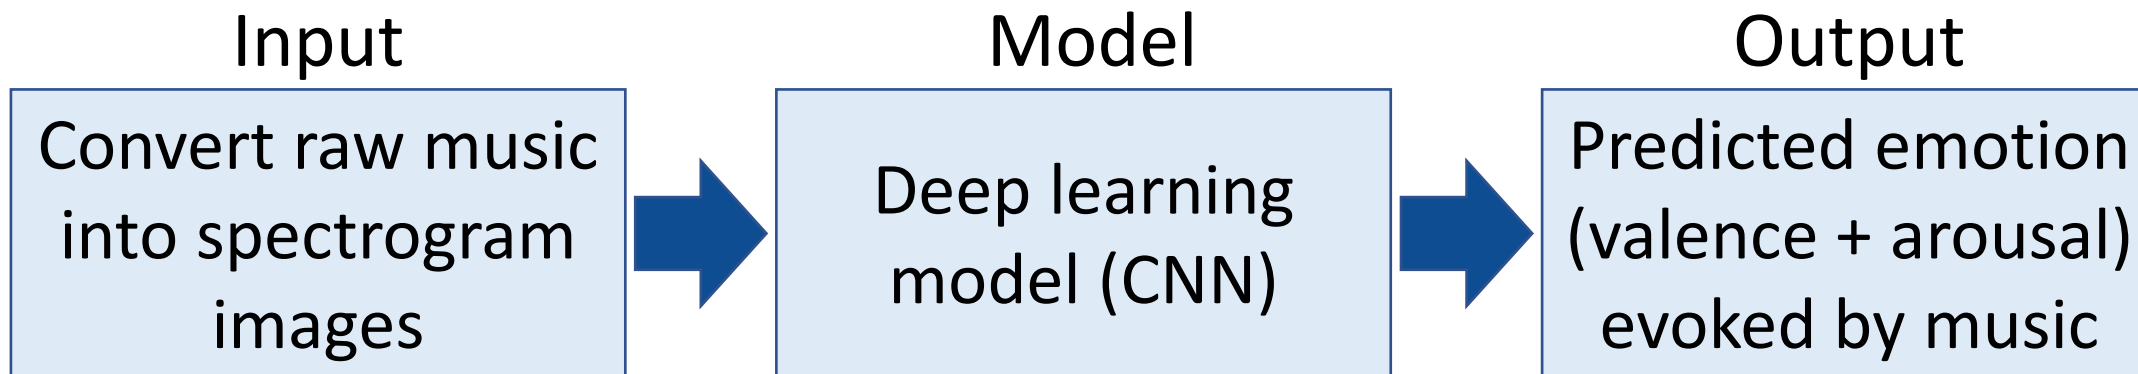 Input
Convert raw music
into spectrogram
images
Model
Deep learning
model (CNN)
Output
Predicted emotion
(valence + arousal)
evoked by music